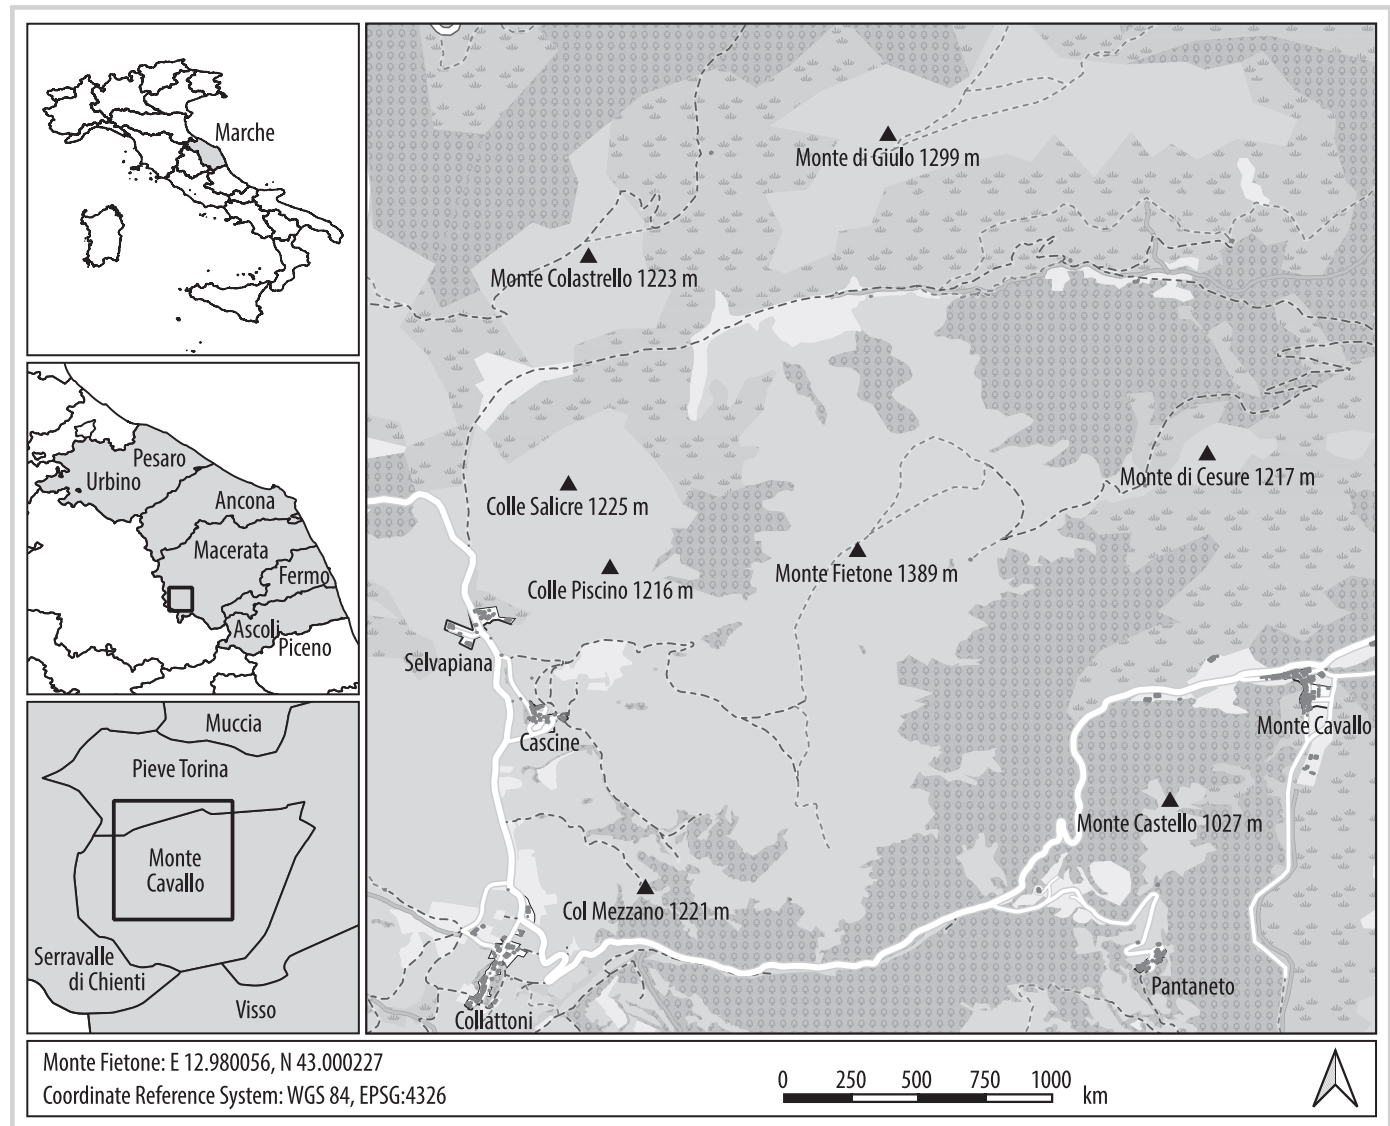 Marche
Pesaro
Urbino
Ancona
Macerata
Fermo
Ascoli
Piceno
Muccia
Pieve Torina
Monte
Cavallo
Serravalle
di Chienti
Visso
Monte di Giulo 1299 m
Monte Colastrello 1223 m
Monte di Cesure 1217 m
Colle Salicre 1225 m
Monte Fietone 1389 m
Colle Piscino 1216 m
Selvapiana
Monte Cavallo
Cascine
Monte Castello 1027 m
Col Mezzano 1221 m
Pantaneto
Collattoni
Monte Fietone: E 12.980056, N 43.000227
Coordinate Reference System: WGS 84, EPSG:4326
0 250 500 750 1000
km